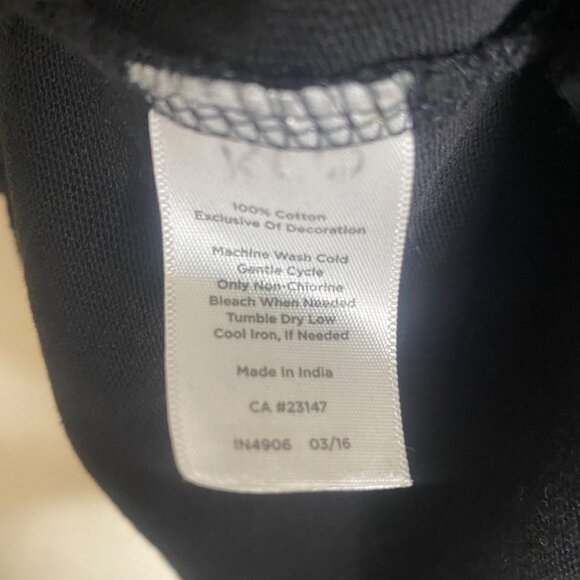 100% Cotton
Exclusive Of Decoration
Machine Wash Cold
Gentle Cycle
Only Non-Chlorine
Bleach When Needed
Tumble Dry Low
Cool Iron, If Needed
Made In India
CA #23147
IN4906 03/16